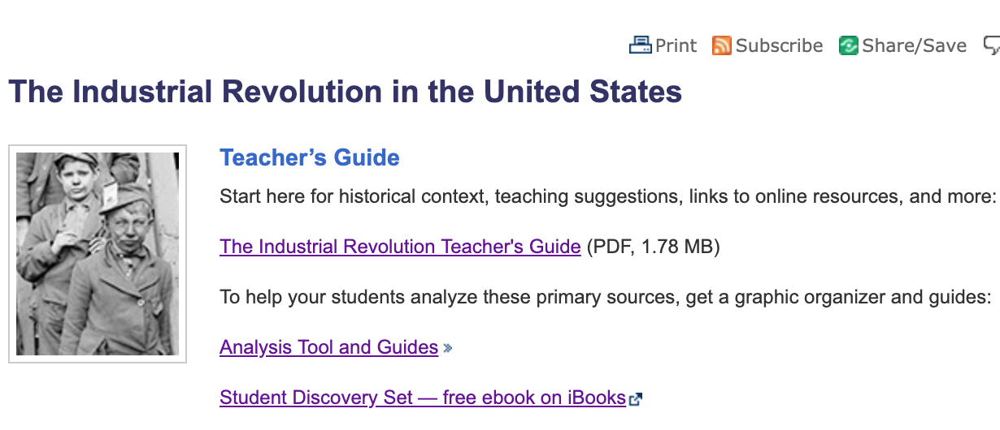 Print Subscribe Share/Save
The Industrial Revolution in the United States
Teacher’s Guide
Start here for historical context, teaching suggestions, links to online resources, and more:
The Industrial Revolution Teacher's Guide (PDF, 1.78 MB)
To help your students analyze these primary sources, get a graphic organizer and guides:
Analysis Tool and Guides »
Student Discovery Set — free ebook on iBooks